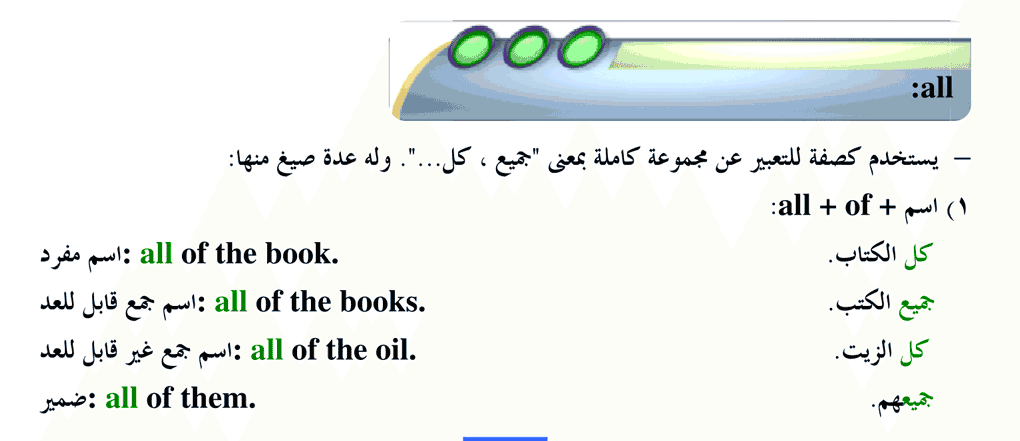 all:
– يستخدم كصفة للتعبير عن مجموعة كاملة بمعنى "جميع ، كل...". وله عدة صيغ منها:
١) اسم + all + of:
كل الكتاب. all of the book. :اسم مفرد
جميع الكتب. all of the books. :اسم جمع قابل للعد
كل الزيت. all of the oil. :اسم جمع غير قابل للعد
جميعهم. all of them. :ضمير